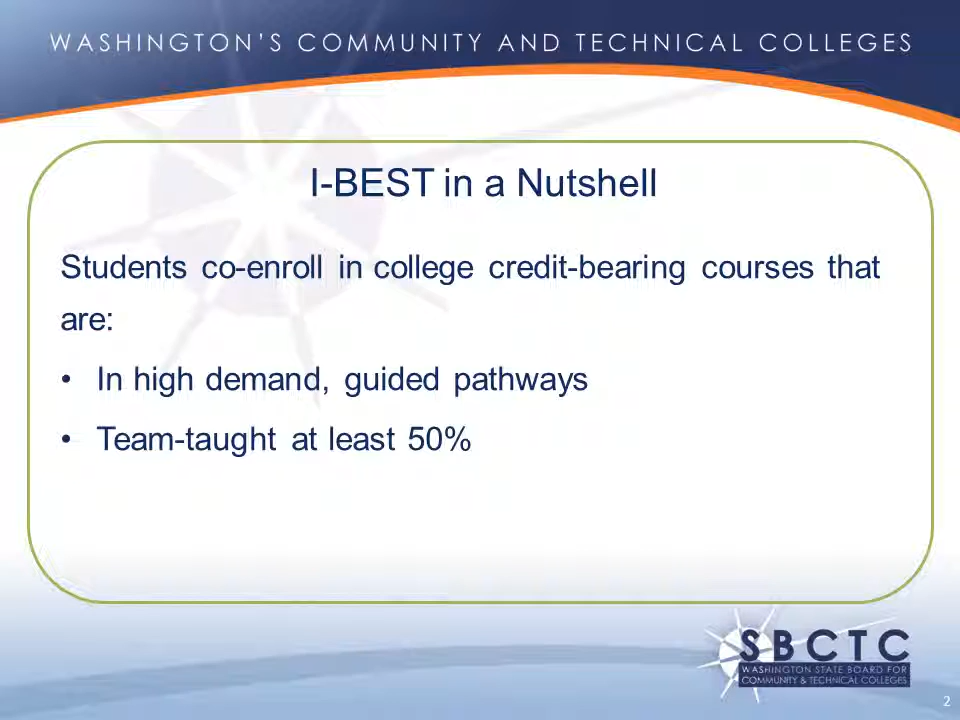 WASHINGTON'S COMMUNITY AND TECHNICAL COLLEGES
I-BEST in a Nutshell
Students co-enroll in college credit-bearing courses that
are:
• In high demand, guided pathways
• Team-taught at least 50%
SBCTC
WASHINGTON STATE BOARD FOR
COMMUNITY & TECHNICAL COLLEGES
2